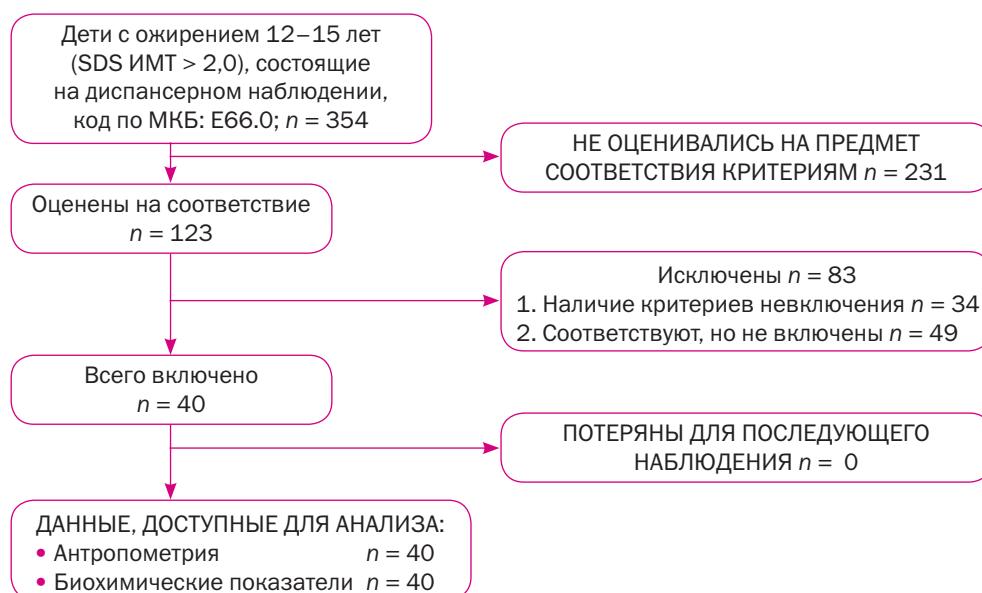 Дети с ожирением 12–15 лет
(SDS ИМТ > 2,0), состоящие
на диспансерном наблюдении,
код по МКБ: E66.0; n = 354
НЕ ОЦЕНИВАЛИСЬ НА ПРЕДМЕТ
СООТВЕТСТВИЯ КРИТЕРИЯМ n = 231
Оценены на соответствие
n = 123
Исключены n = 83
1. Наличие критериев невключения n = 34
2. Соответствуют, но не включены n = 49
Всего включено
n = 40
ПОТЕРЯНЫ ДЛЯ ПОСЛЕДУЮЩЕГО
НАБЛЮДЕНИЯ n = 0
ДАННЫЕ, ДОСТУПНЫЕ ДЛЯ АНАЛИЗА:
• Антропометрия n = 40
• Биохимические показатели n = 40